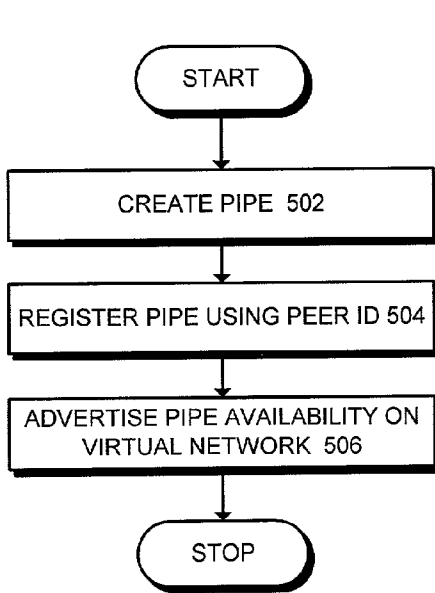 START
CREATE PIPE 502
REGISTER PIPE USING PEER ID 504
ADVERTISE PIPE AVAILABILITY ON
VIRTUAL NETWORK 506
STOP